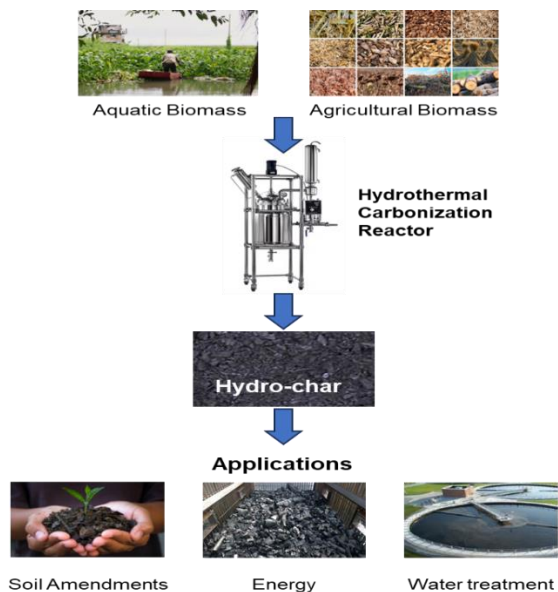 Aquatic Biomass
Agricultural Biomass
Hydrothermal
Carbonization
Reactor
Hydro-char
Applications
Soil Amendments
Energy
Water treatment